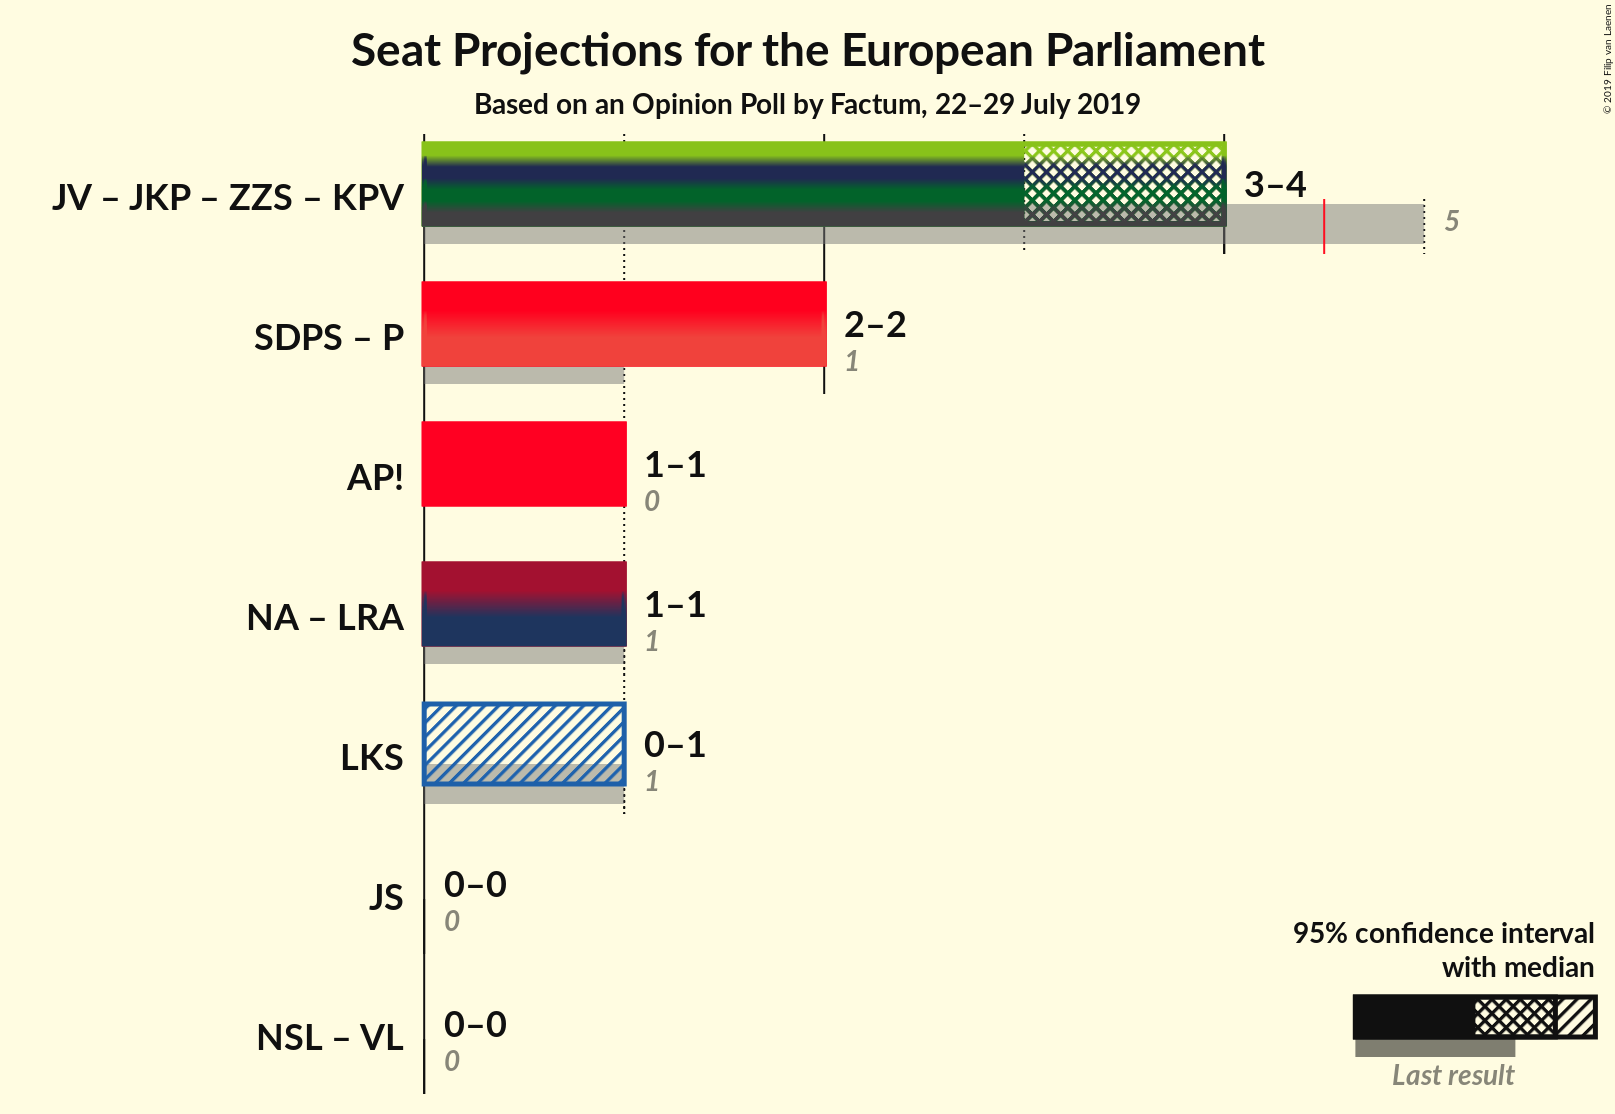 Seat Projections for the European Parliament
Based on an Opinion Poll by Factum, 22–29 July 2019
© 2019 Filip van Laenen
JV – JKP – ZZS – KPV
3–4
5
SDPS – P
2–2
1
AP!
1–1
0
NA – LRA
1–1
1
LKS
0–1
1
JS
0–0
0
NSL – VL
0–0
0
95% confidence interval
with median
Last result